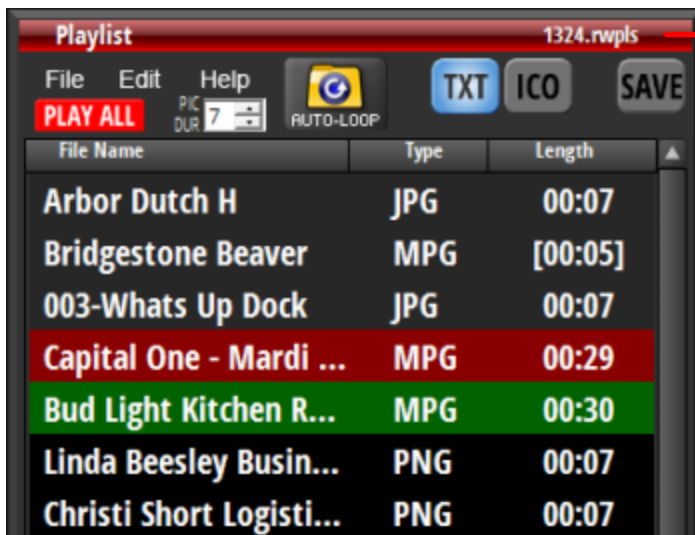 Playlist 1324.rwpls
File Edit Help
PLAY ALL PIC DUR 7 AUTO-LOOP TXT ICO SAVE
File Name Type Length
Arbor Dutch H JPG 00:07
Bridgestone Beaver MPG [00:05]
003-Whats Up Dock JPG 00:07
Capital One - Mardi ... MPG 00:29
Bud Light Kitchen R... MPG 00:30
Linda Beesley Busin... PNG 00:07
Christi Short Logisti... PNG 00:07